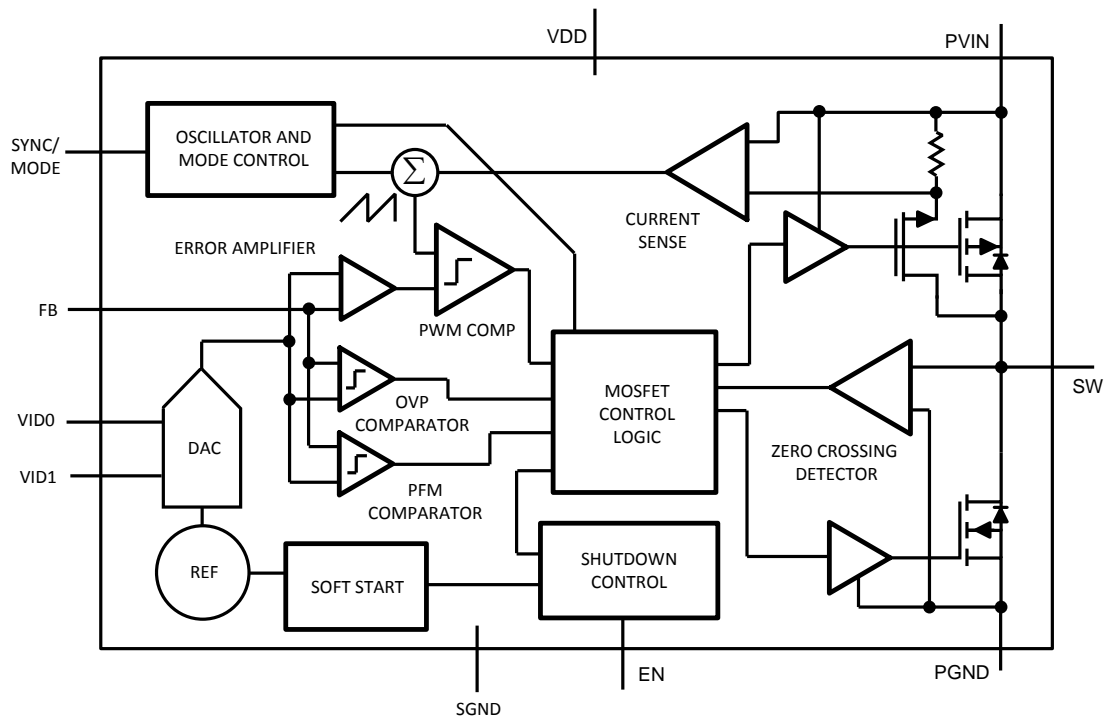 VDD
PVIN
SYNC/
MODE
OSCILLATOR AND
MODE CONTROL
Σ
CURRENT
SENSE
ERROR AMPLIFIER
FB
PWM COMP
MOSFET
CONTROL
LOGIC
SW
OVP
COMPARATOR
VID0
DAC
VID1
ZERO CROSSING
DETECTOR
PFM
COMPARATOR
REF
SOFT START
SHUTDOWN
CONTROL
EN
PGND
SGND